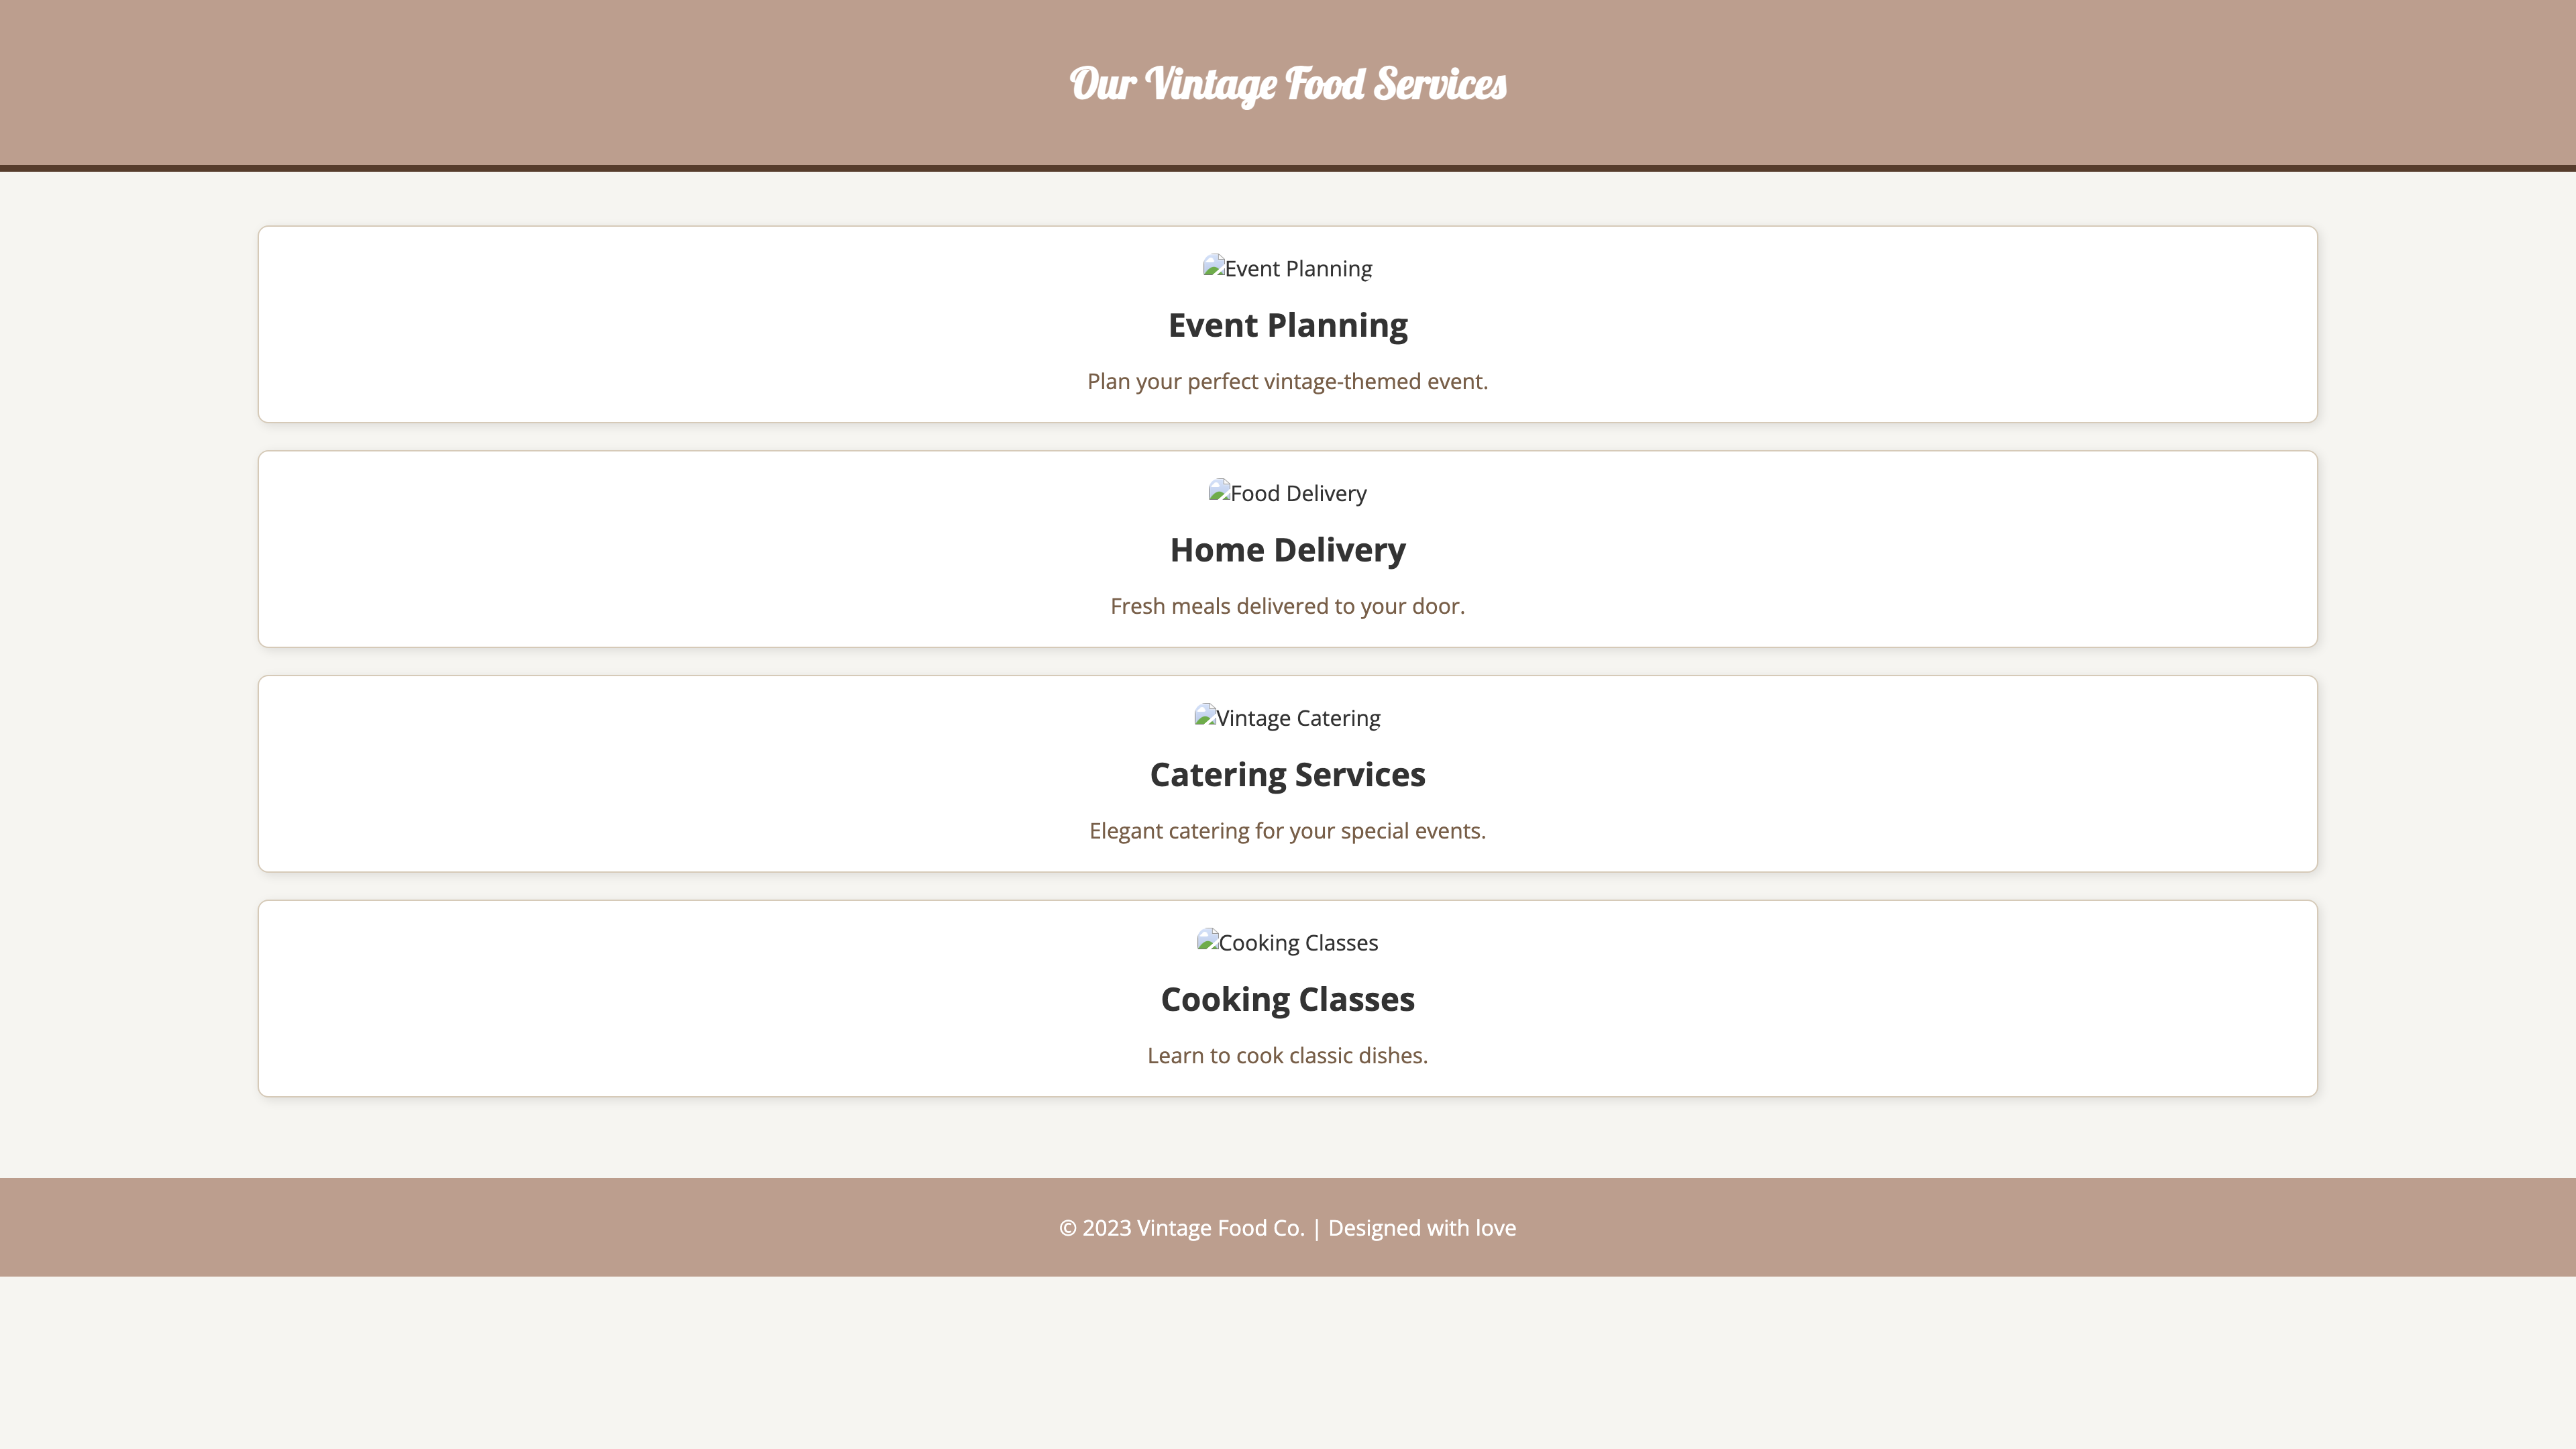 Our Vintage Food Services
Event Planning
Event Planning
Plan your perfect vintage-themed event.
Food Delivery
Home Delivery
Fresh meals delivered to your door.
Vintage Catering
Catering Services
Elegant catering for your special events.
Cooking Classes
Cooking Classes
Learn to cook classic dishes.
© 2023 Vintage Food Co. | Designed with love